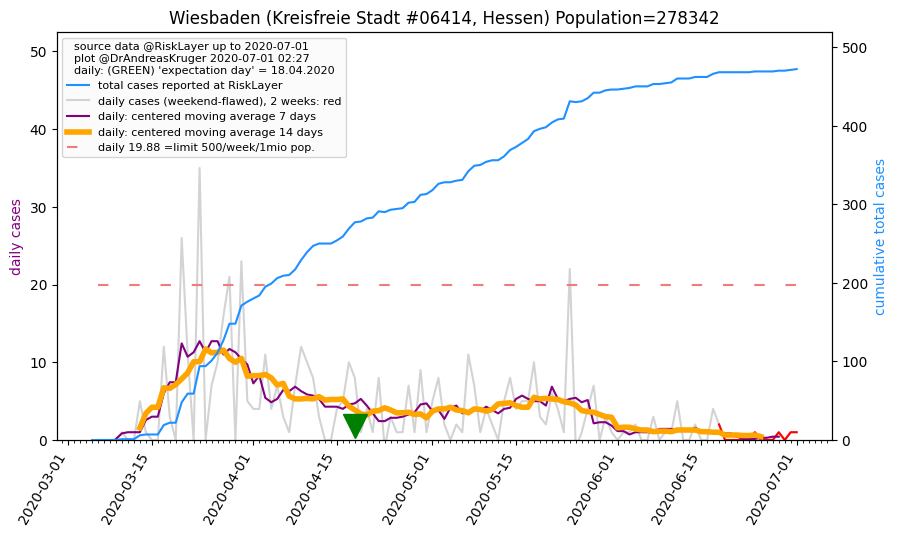 Wiesbaden (Kreisfreie Stadt #06414, Hessen) Population=278342
source data @RiskLayer up to 2020-07-01
plot @DrAndreasKruger 2020-07-01 02:27
daily: (GREEN) 'expectation day' = 18.04.2020
total cases reported at RiskLayer
daily cases (weekend-flawed), 2 weeks: red
daily: centered moving average 7 days
daily: centered moving average 14 days
daily 19.88 =limit 500/week/1mio pop.
daily cases
50
40
30
20
10
0
cumulative total cases
500
400
300
200
100
0
2020-03-01
2020-03-15
2020-04-01
2020-04-15
2020-05-01
2020-05-15
2020-06-01
2020-06-15
2020-07-01